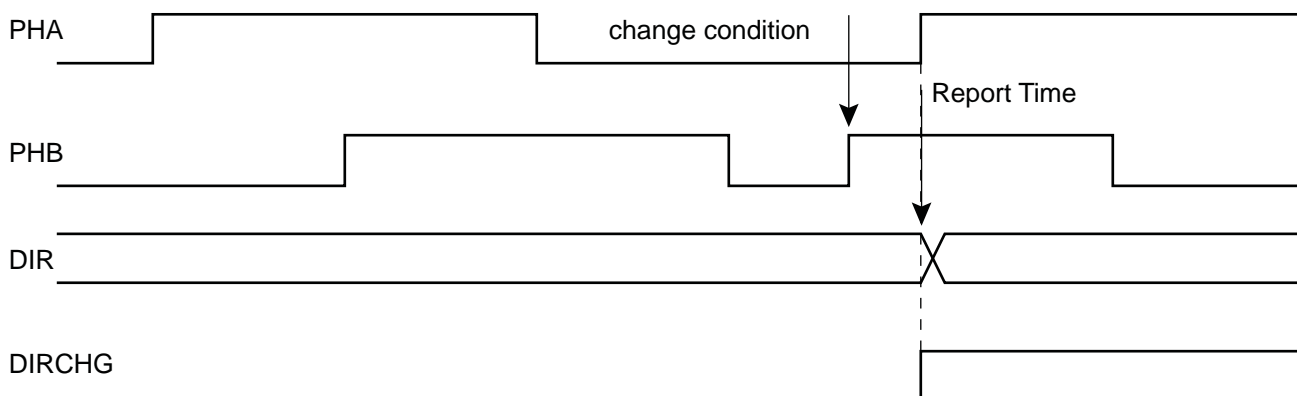 PHA
change condition
Report Time
PHB
DIR
DIRCHG